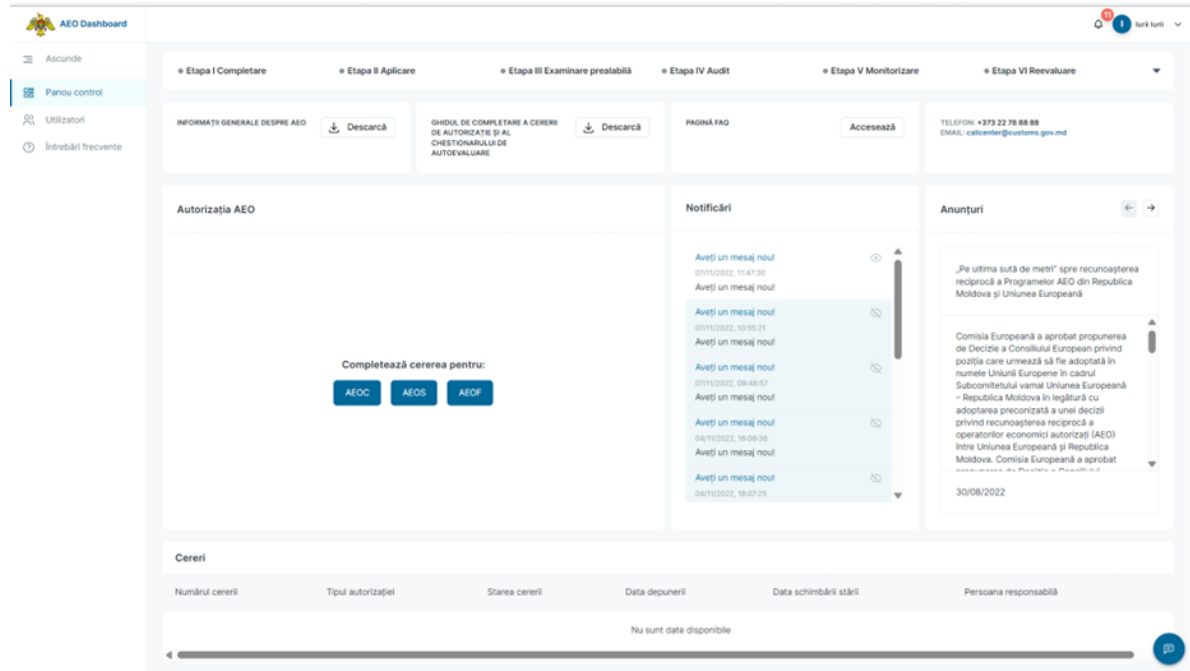 AEO Dashboard
11
I
Iurii Iurii
Ascunde
Panou control
Utilizatori
Întrebări frecvente
Etapa I Completare
Etapa II Aplicare
Etapa III Examinare prealabilă
Etapa IV Audit
Etapa V Monitorizare
Etapa VI Reevaluare
INFORMAȚII GENERALE DESPRE AEO
Descarcă
GHIDUL DE COMPLETARE A CERERII
DE AUTORIZAȚIE ȘI AL
CHESTIONARULUI DE
AUTOEVALUARE
Descarcă
PAGINĂ FAQ
Accesează
TELEFON: +373 22 78 88 88
EMAIL: callcenter@customs.gov.md
Autorizația AEO
Completează cererea pentru:
AEOC
AEOS
AEOF
Notificări
Aveți un mesaj nou!
07/11/2022, 11:47:30
Aveți un mesaj nou!
Aveți un mesaj nou!
07/11/2022, 10:55:21
Aveți un mesaj nou!
Aveți un mesaj nou!
07/11/2022, 09:48:57
Aveți un mesaj nou!
Aveți un mesaj nou!
04/11/2022, 18:08:36
Aveți un mesaj nou!
Aveți un mesaj nou!
04/11/2022, 18:07:25
Anunțuri
„Pe ultima sută de metri” spre recunoașterea
reciprocă a Programelor AEO din Republica
Moldova și Uniunea Europeană
Comisia Europeană a aprobat propunerea
de Decizie a Consiliului European privind
poziția care urmează să fie adoptată în
numele Uniunii Europene în cadrul
Subcomitetului vamal Uniunea Europeană
– Republica Moldova în legătură cu
adoptarea preconizată a unei decizii
privind recunoașterea reciprocă a
operatorilor economici autorizați (AEO)
între Uniunea Europeană și Republica
Moldova. Comisia Europeană a aprobat
propunerea de Decizie a Consiliului
30/08/2022
Cereri
Numărul cererii
Tipul autorizației
Starea cererii
Data depunerii
Data schimbării stării
Persoana responsabilă
Nu sunt date disponibile